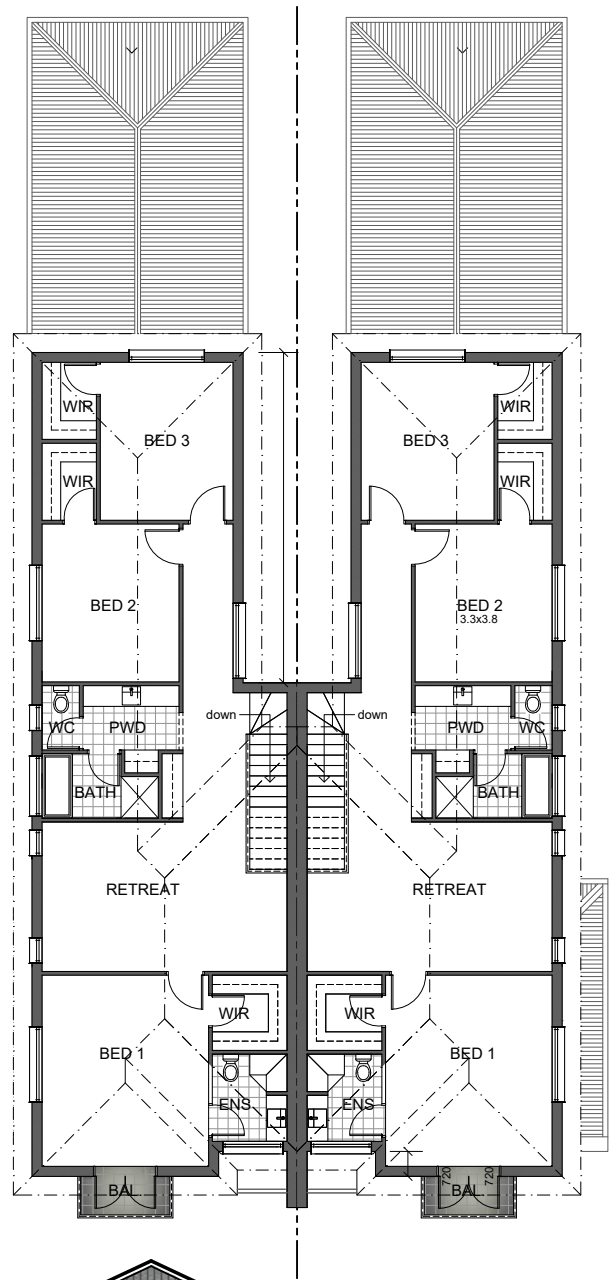 WIR
BED 3
BED 3
WIR
WIR
WIR
BED 2
BED 2
3.3x3.8
down
down
WC
PWD
PWD
WC
BATH
BATH
RETREAT
RETREAT
WIR
WIR
BED 1
BED 1
ENS
ENS
720
720
BAL
BAL